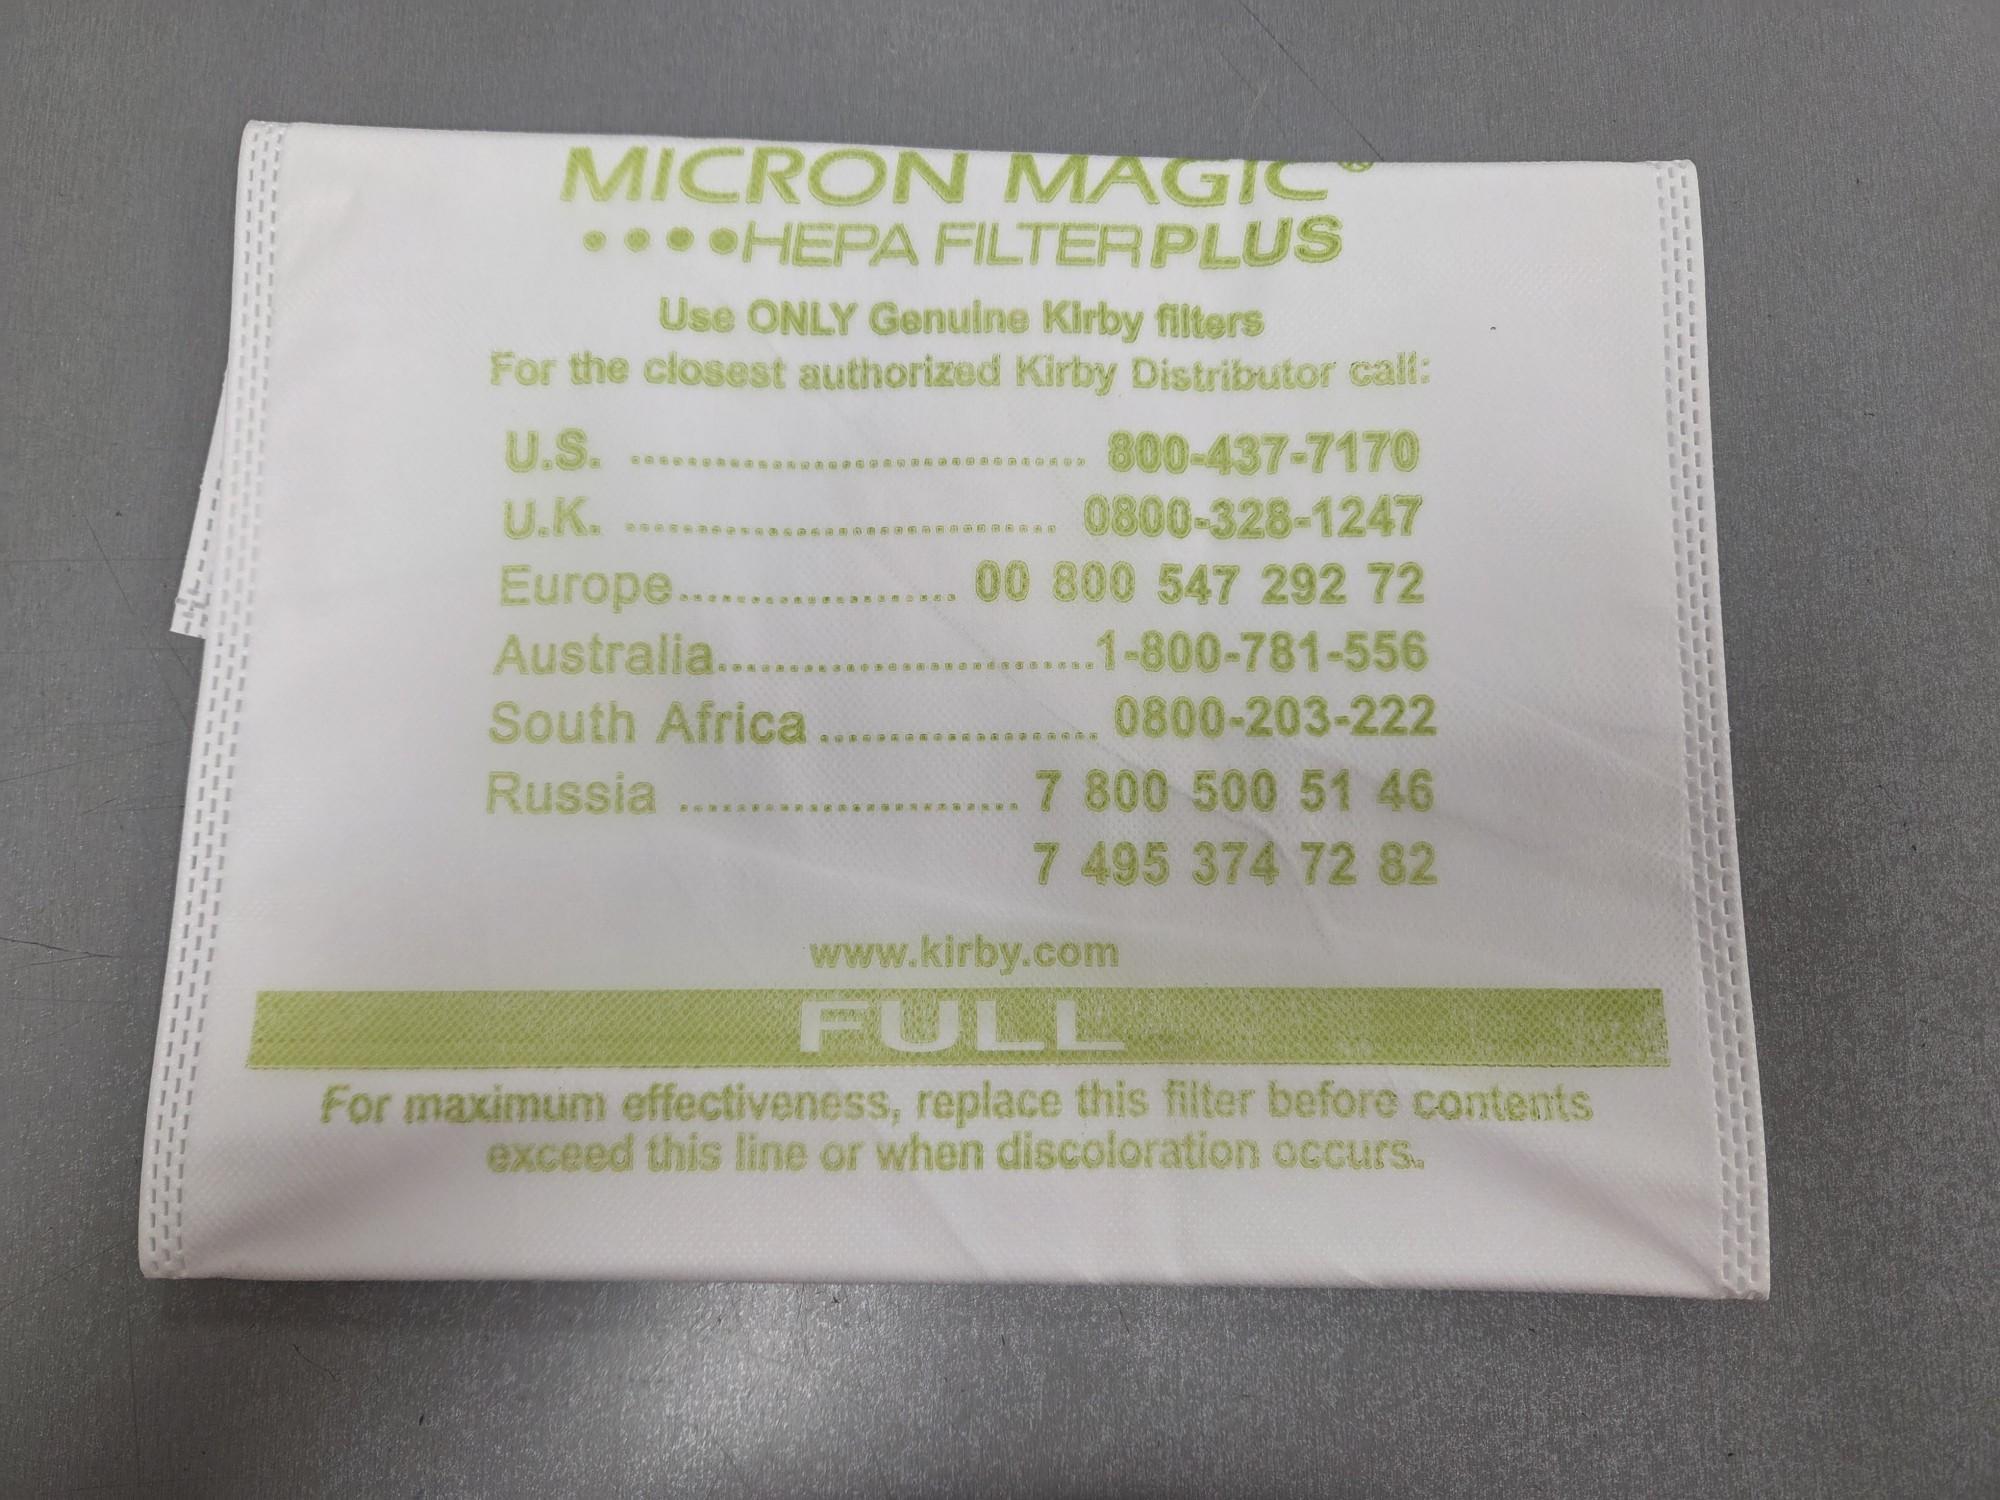 MICRON MAGIC®
••••HEPA FILTERPLUS
Use ONLY Genuine Kirby filters
For the closest authorized Kirby Distributor call:
U.S. ................................. 800-437-7170
U.K. ............................... 0800-328-1247
Europe.................... 00 800 547 292 72
Australia...........................1-800-781-556
South Africa .................... 0800-203-222
Russia ........................ 7 800 500 51 46
7 495 374 72 82
www.kirby.com
FULL
For maximum effectiveness, replace this filter before contents
exceed this line or when discoloration occurs.